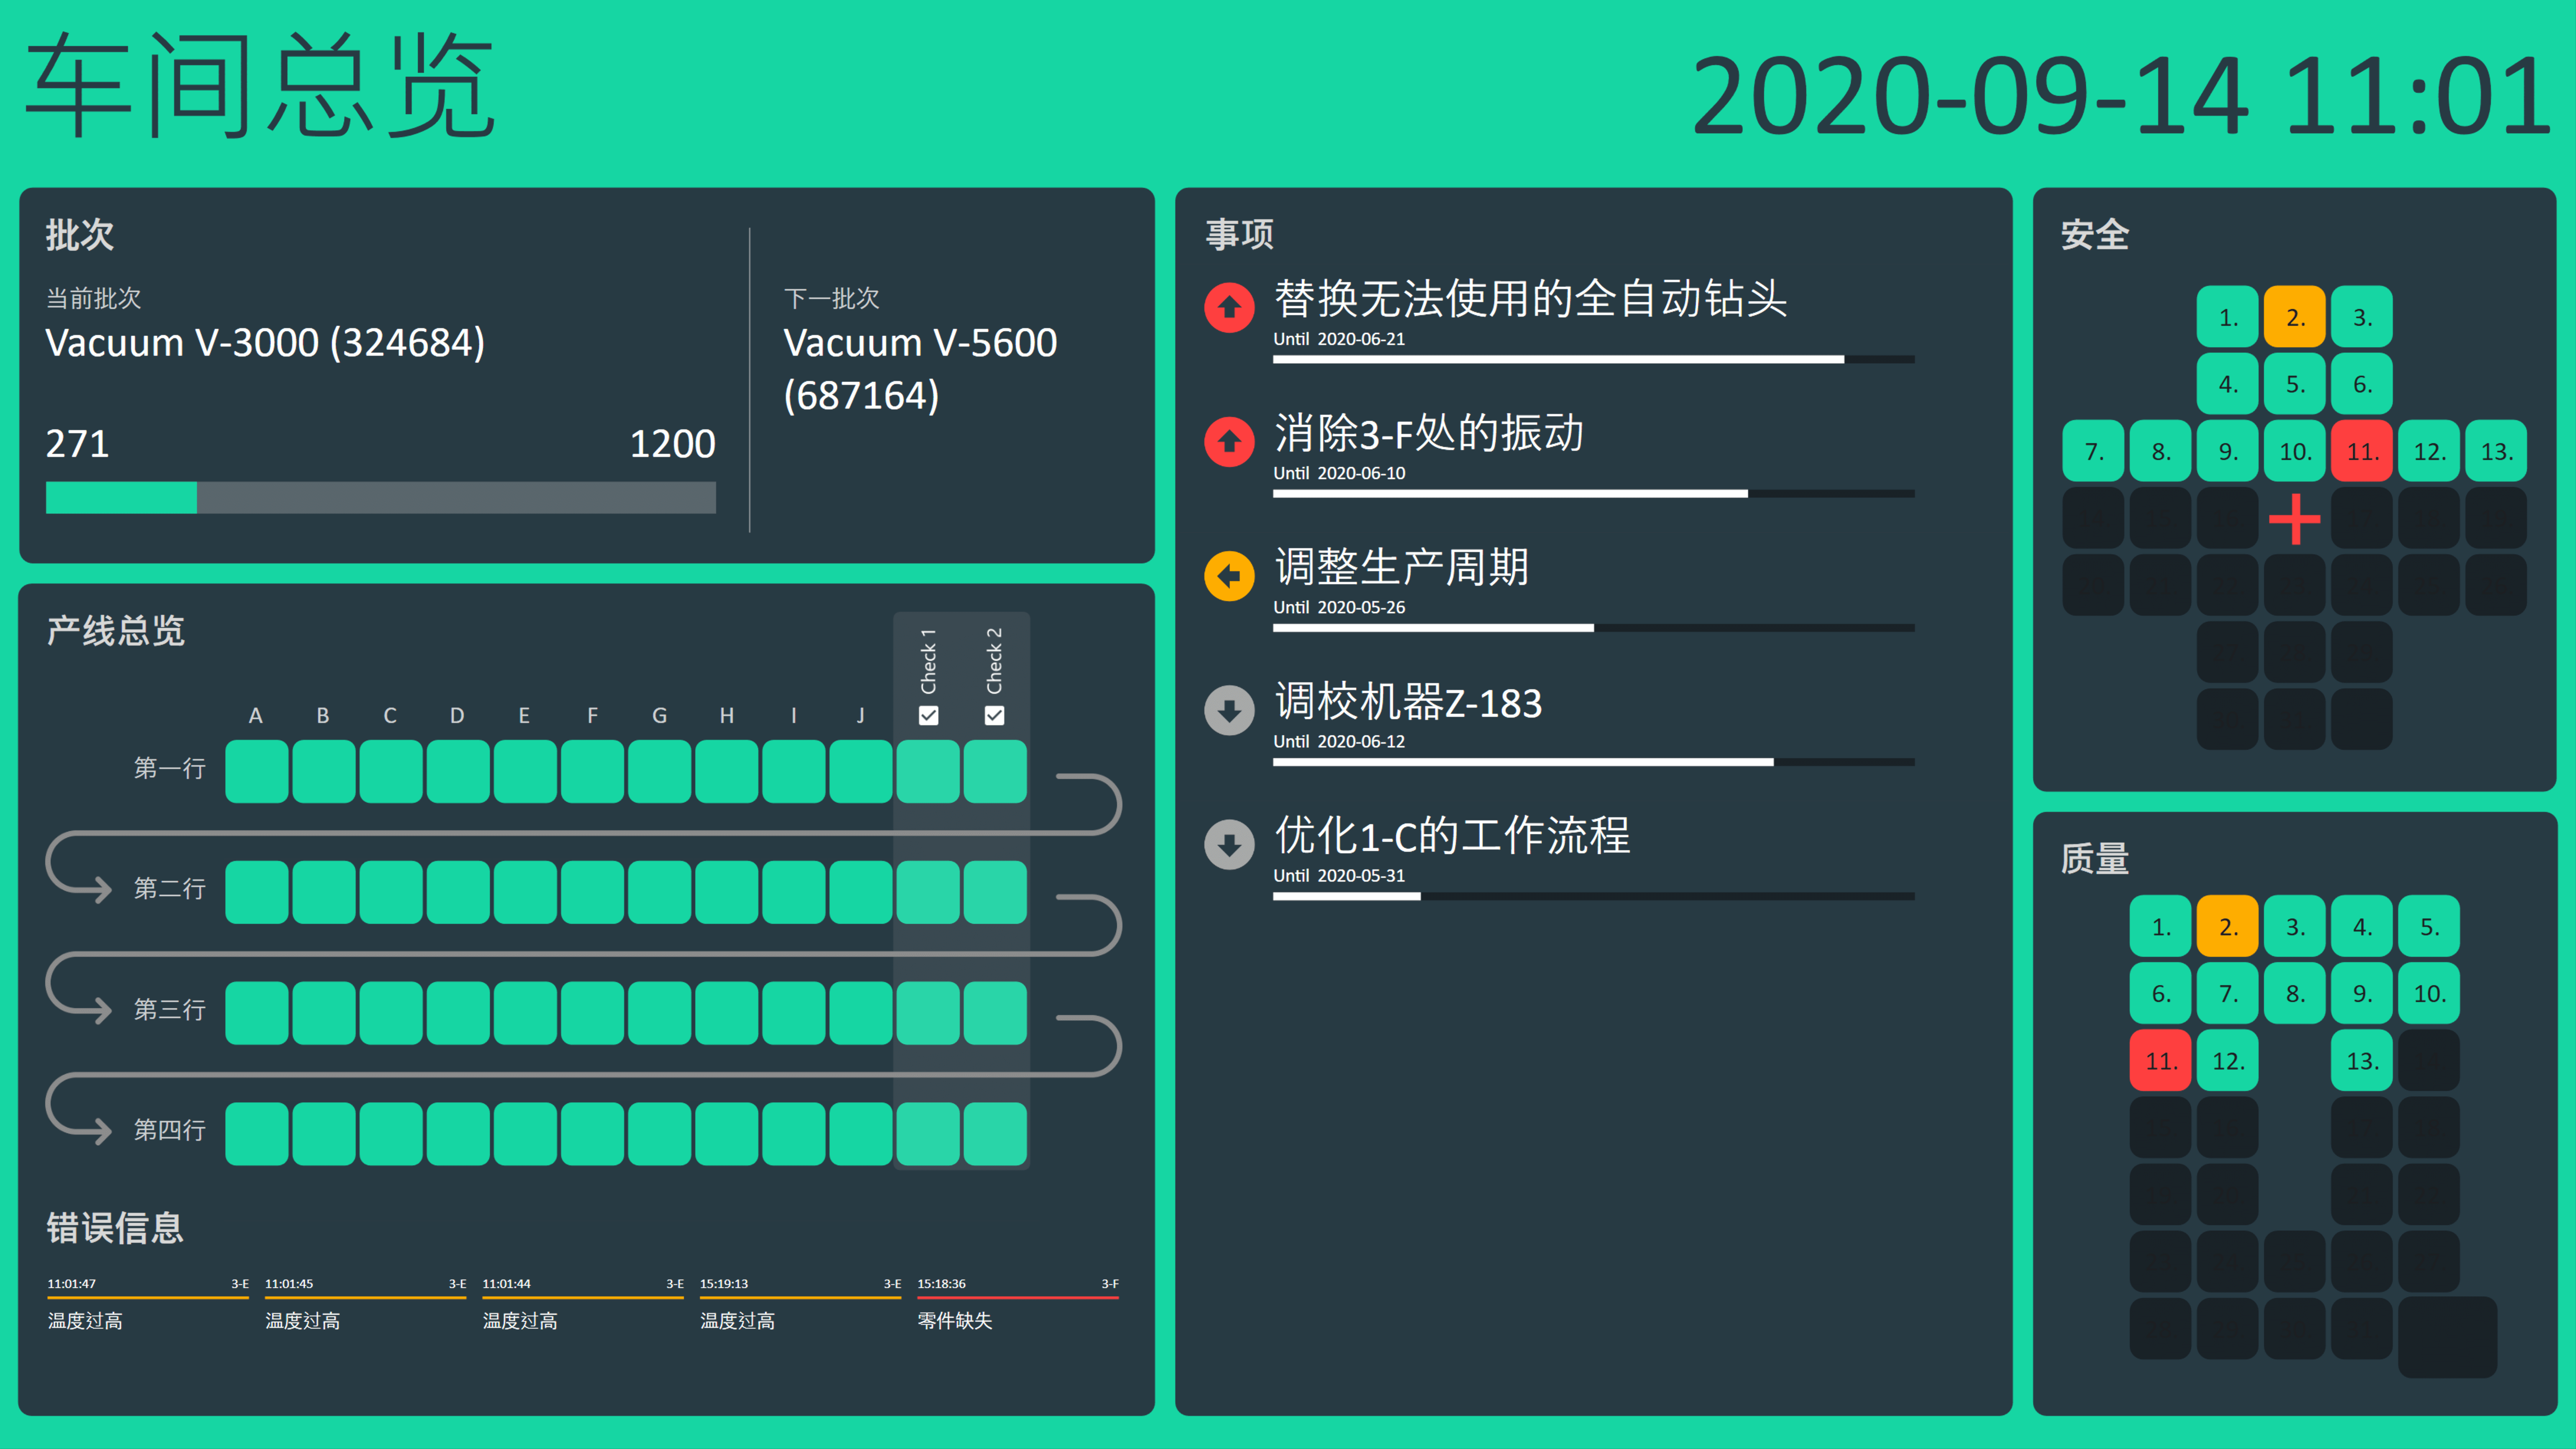 车间总览
2020-09-14 11:01
批次
当前批次
Vacuum V-3000 (324684)
271 1200
下一批次
Vacuum V-5600
(687164)
产线总览
Check 1 Check 2
A B C D E F G H I J
第一行
第二行
第三行
第四行
错误信息
11:01:47 3-E 11:01:45 3-E 11:01:44 3-E 15:19:13 3-E 15:18:36 3-F
温度过高 温度过高 温度过高 温度过高 零件缺失
事项
替换无法使用的全自动钻头
Until 2020-06-21
消除3-F处的振动
Until 2020-06-10
调整生产周期
Until 2020-05-26
调校机器Z-183
Until 2020-06-12
优化1-C的工作流程
Until 2020-05-31
安全
1. 2. 3.
4. 5. 6.
7. 8. 9. 10. 11. 12. 13.
质量
1. 2. 3. 4. 5.
6. 7. 8. 9. 10.
11. 12. 13.